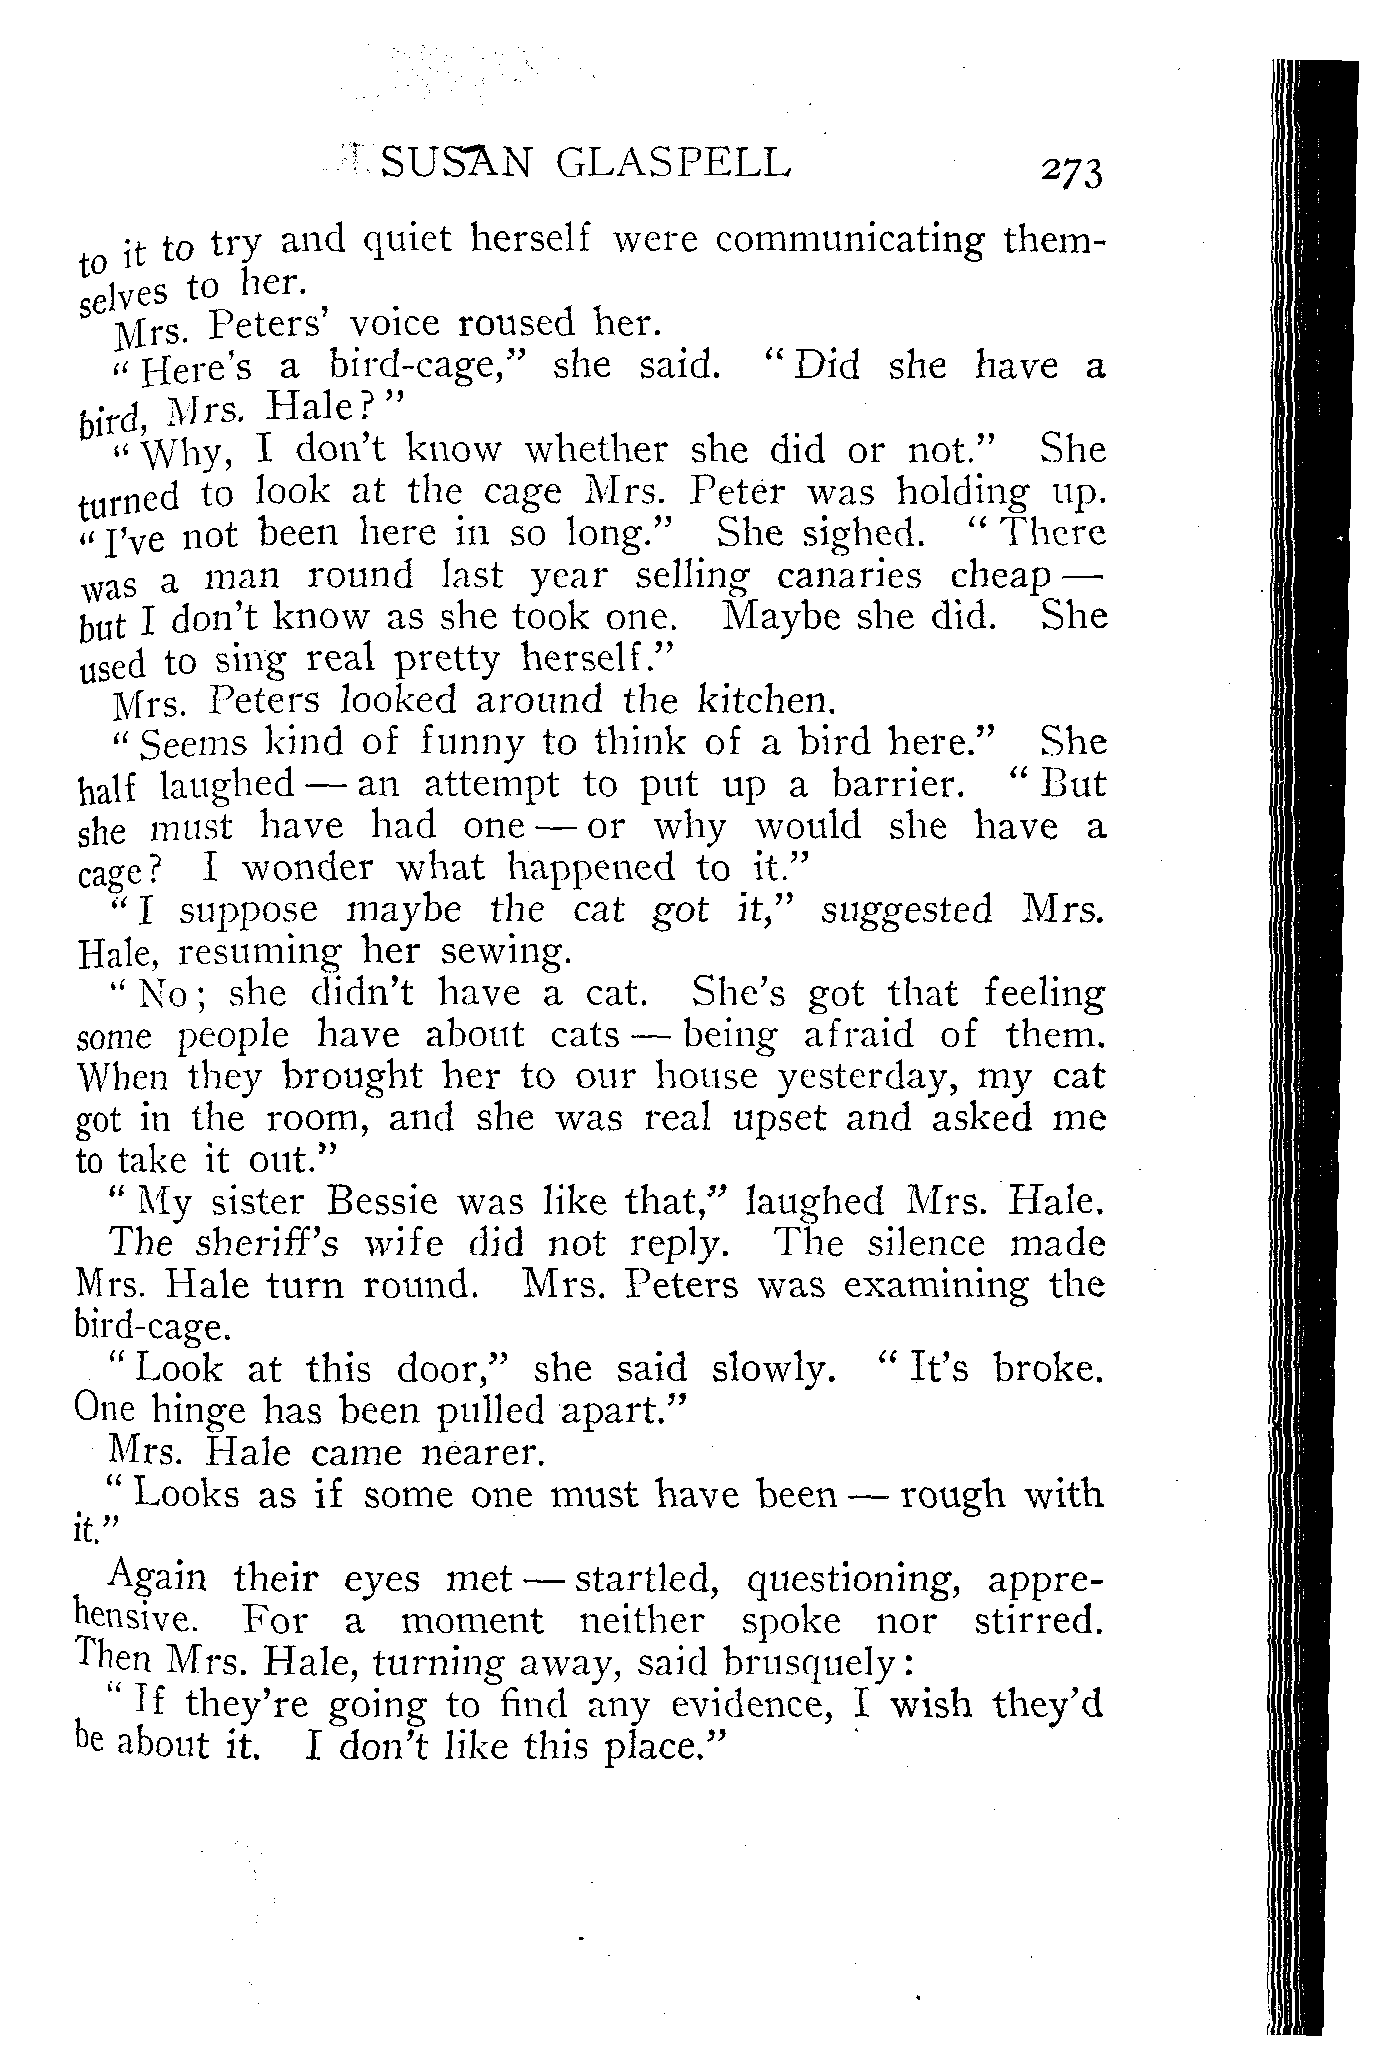 SUSAN GLASPELL 273
to it to try and quiet herself were communicating them-
selves to her.
Mrs. Peters' voice roused her.
" Here's a bird-cage," she said. " Did she have a
bird, Mrs. Hale? "
" Why, I don't know whether she did or not." She
turned to look at the cage Mrs. Peter was holding up.
" I've not been here in so long." She sighed. " There
was a man round last year selling canaries cheap —
but I don't know as she took one. Maybe she did. She
used to sing real pretty herself."
Mrs. Peters looked around the kitchen.
" Seems kind of funny to think of a bird here." She
half laughed — an attempt to put up a barrier. " But
she must have had one — or why would she have a
cage? I wonder what happened to it."
" I suppose maybe the cat got it," suggested Mrs.
Hale, resuming her sewing.
" No; she didn't have a cat. She's got that feeling
some people have about cats — being afraid of them.
When they brought her to our house yesterday, my cat
got in the room, and she was real upset and asked me
to take it out."
" My sister Bessie was like that," laughed Mrs. Hale.
The sheriff's wife did not reply. The silence made
Mrs. Hale turn round. Mrs. Peters was examining the
bird-cage.
" Look at this door," she said slowly. " It's broke.
One hinge has been pulled apart."
Mrs. Hale came nearer.
" Looks as if some one must have been — rough with
it."
Again their eyes met — startled, questioning, appre-
hensive. For a moment neither spoke nor stirred.
Then Mrs. Hale, turning away, said brusquely:
" If they're going to find any evidence, I wish they'd
be about it. I don't like this place."